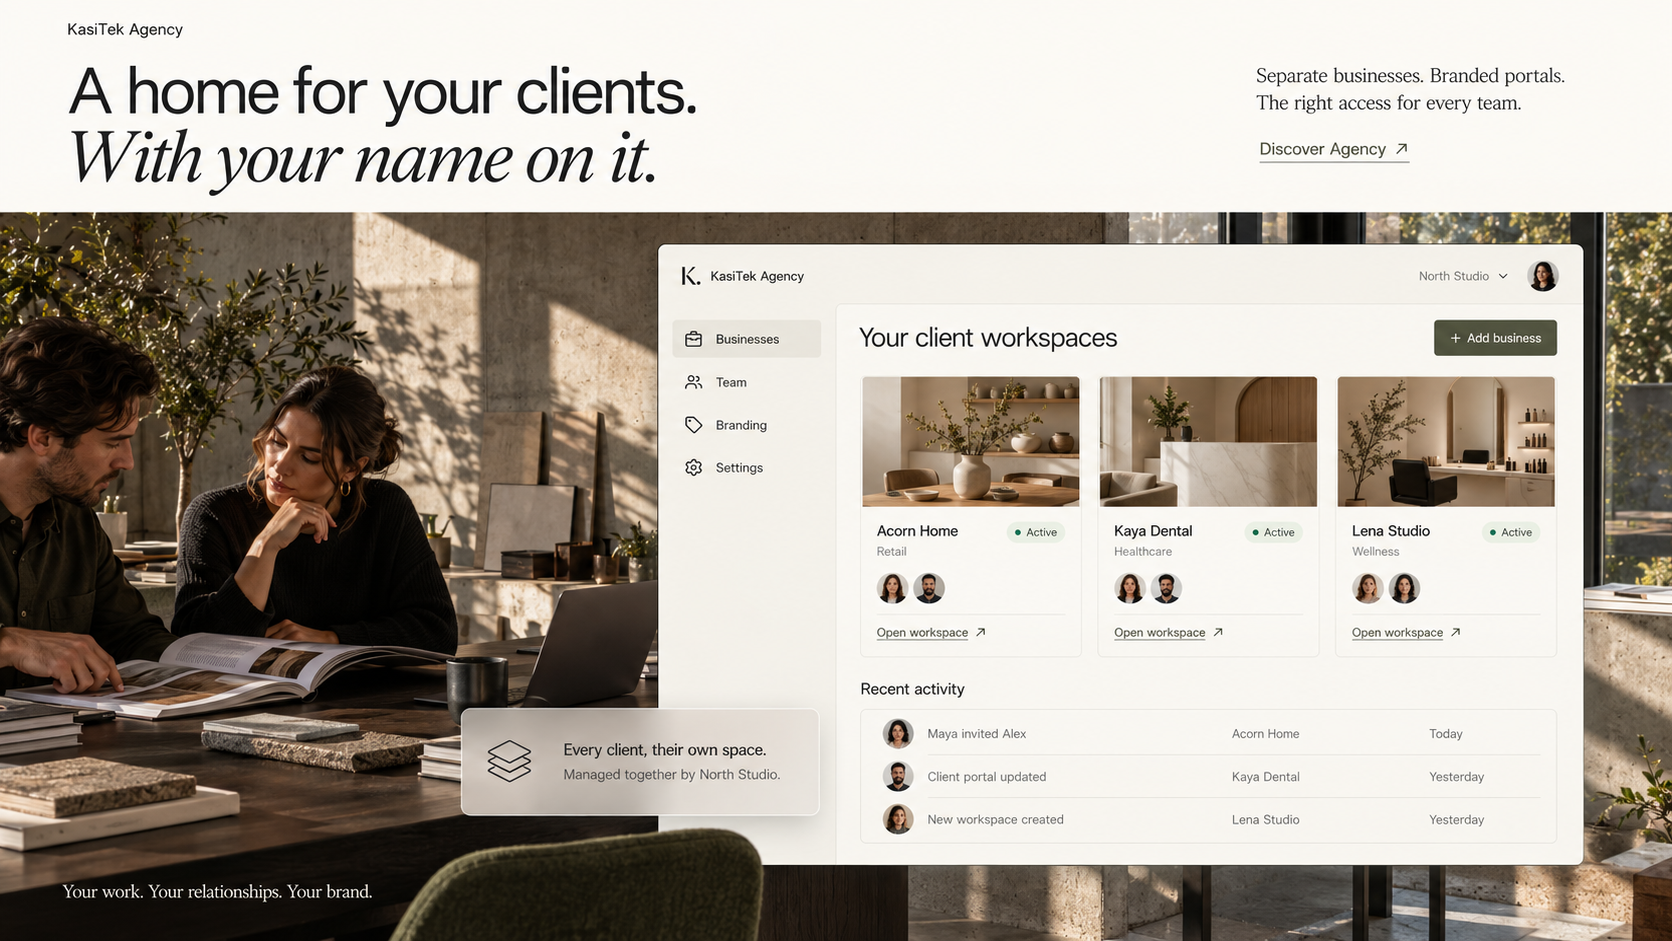 KasiTek Agency
A home for your clients.
With your name on it.
Separate businesses. Branded portals.
The right access for every team.
Discover Agency
K. KasiTek Agency
North Studio
Businesses
Team
Branding
Settings
Your client workspaces
+ Add business
Acorn Home
Active
Retail
Open workspace
Kaya Dental
Active
Healthcare
Open workspace
Lena Studio
Active
Wellness
Open workspace
Recent activity
Maya invited Alex Acorn Home Today
Client portal updated Kaya Dental Yesterday
New workspace created Lena Studio Yesterday
Every client, their own space.
Managed together by North Studio.
Your work. Your relationships. Your brand.